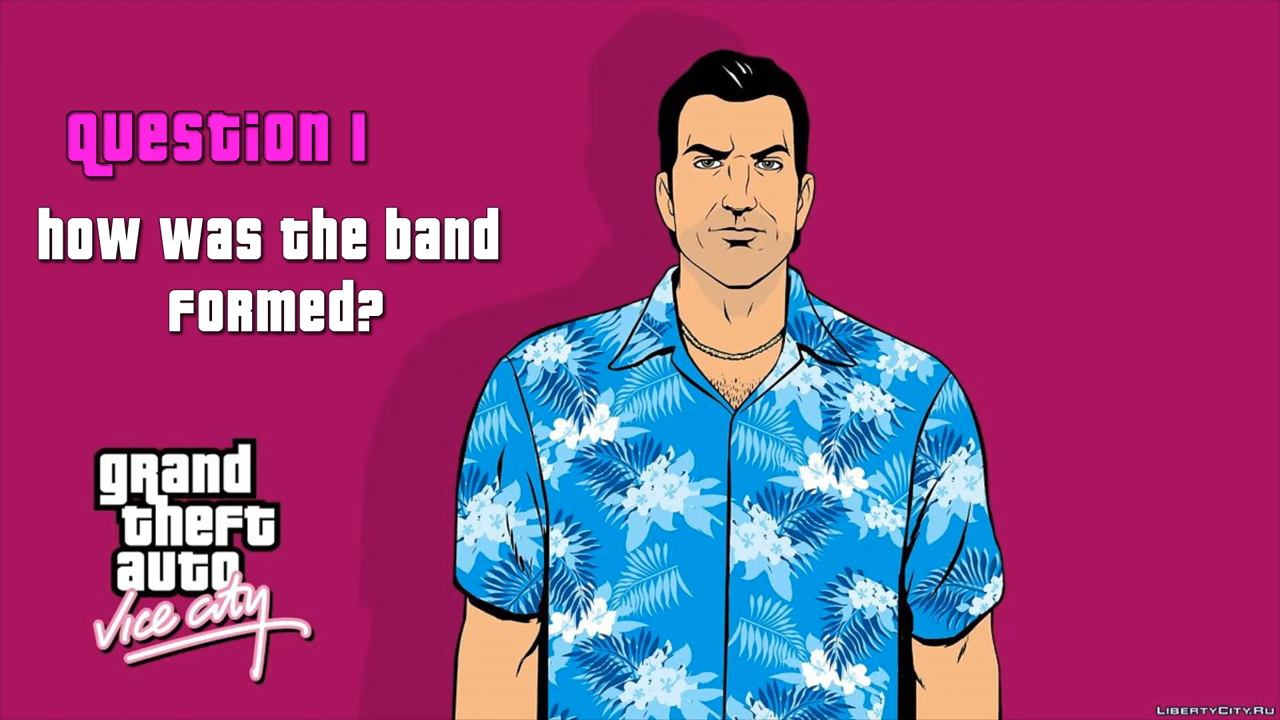 Question 1
how was the band
formed?
grand
theft
auto
Vice City
LibertyCity.Ru